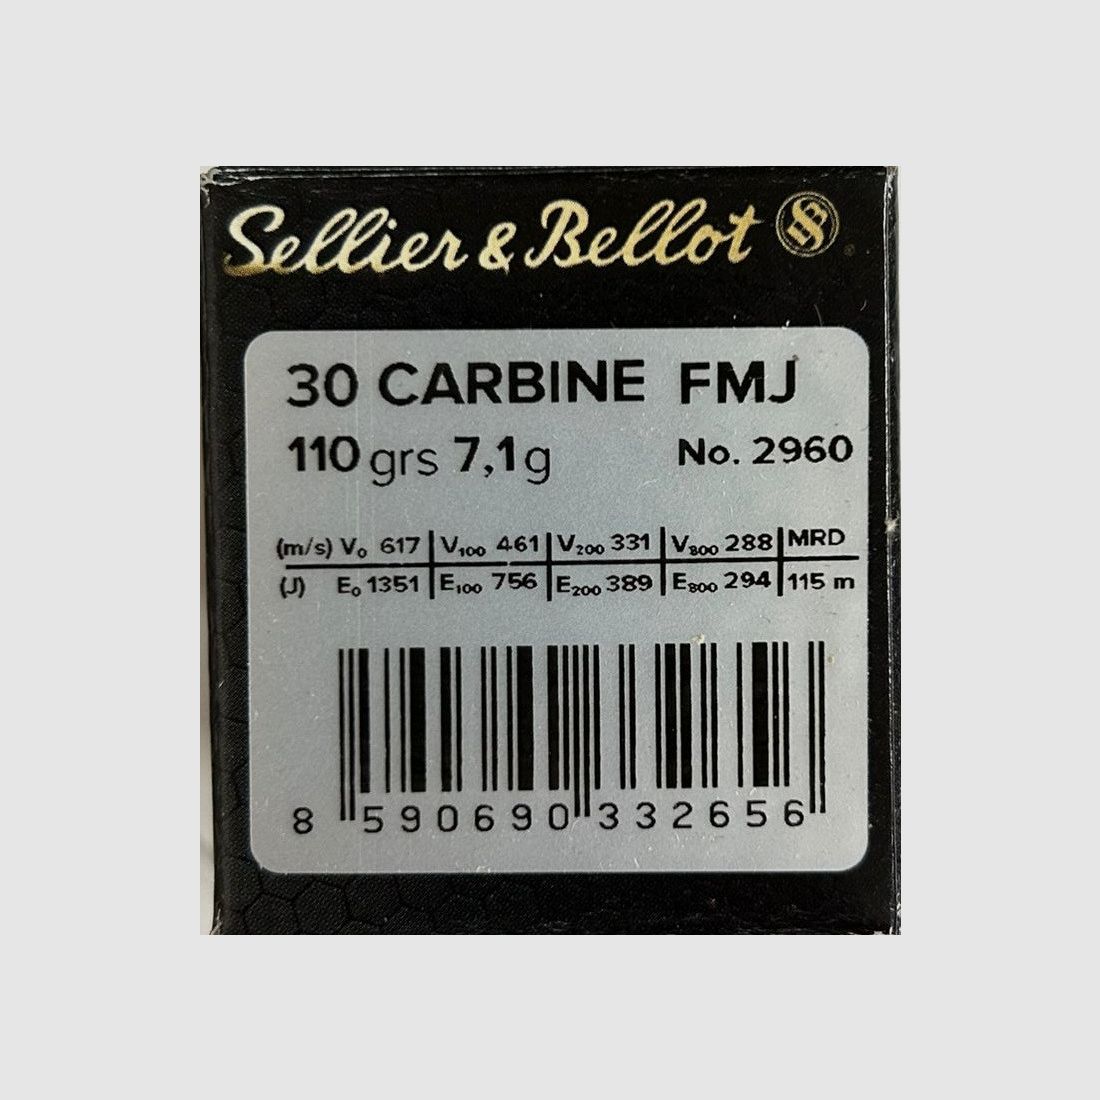 Sellier & Bellot
30 CARBINE FMJ
110 grs 7,1g No. 2960
(m/s) V₀ 617 V₁₀₀ 461 V₂₀₀ 331 V₃₀₀ 288 MRD
(J) E₀ 1351 E₁₀₀ 756 E₂₀₀ 389 E₃₀₀ 294 115 m
8 590690 332656